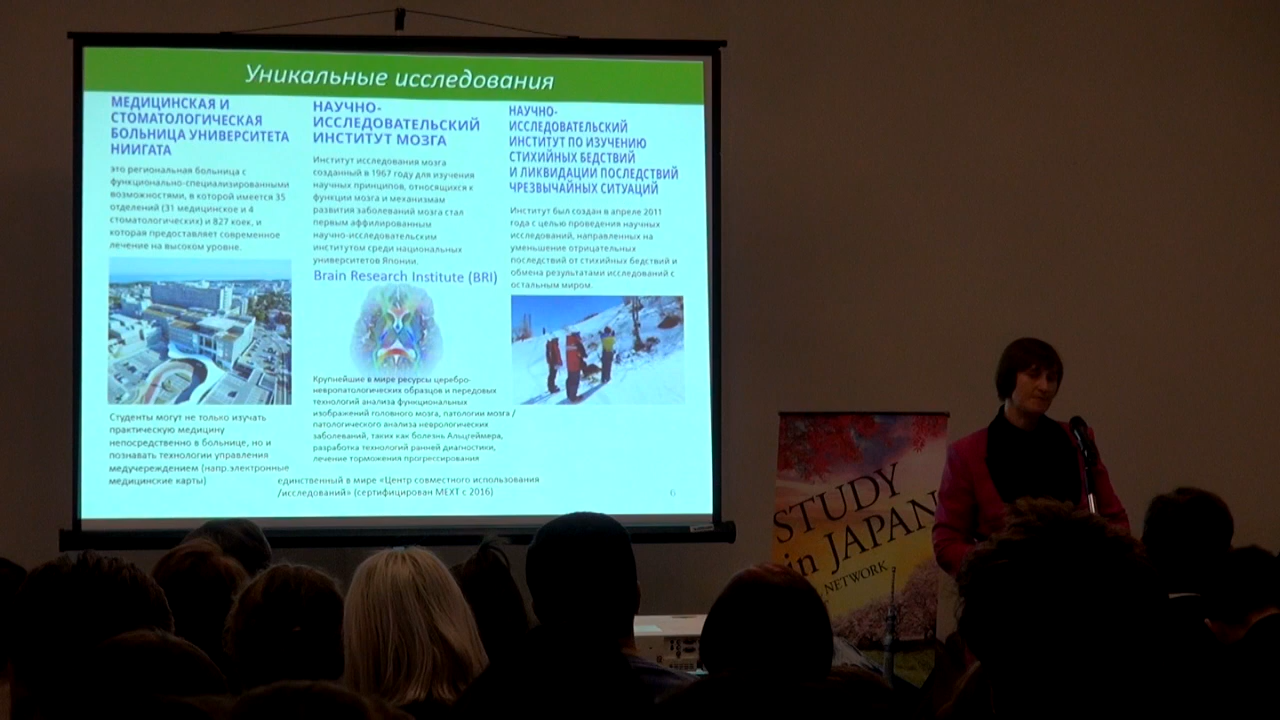 Уникальные исследования
МЕДИЦИНСКАЯ И
СТОМАТОЛОГИЧЕСКАЯ
БОЛЬНИЦА УНИВЕРСИТЕТА
НИИГАТА
это региональная больница с
функционально-специализированными
возможностями, в которой имеется 35
отделений (31 медицинское и 4
стоматологических) и 827 коек, и
которая предоставляет современное
лечение на высоком уровне.
Студенты могут не только изучать
практическую медицину
непосредственно в больнице, но и
познавать технологии управления
медучереждением (напр.электронные
медицинские карты)
НАУЧНО-
ИССЛЕДОВАТЕЛЬСКИЙ
ИНСТИТУТ МОЗГА
Институт исследования мозга
созданный в 1967 году для изучения
научных принципов, относящихся к
функции мозга и механизмам
развития заболеваний мозга стал
первым аффилированным
научно-исследовательским
институтом среди национальных
университетов Японии.
Brain Research Institute (BRI)
Крупнейшие в мире ресурсы церебро-
невропатологических образцов и передовых
технологий анализа функциональных
изображений головного мозга, патологии мозга /
патологического анализа неврологических
заболеваний, таких как болезнь Альцгеймера,
разработка технологий ранней диагностики,
лечение торможения прогрессирования
единственный в мире «Центр совместного использования
/исследований» (сертифицирован МЕХТ с 2016)
НАУЧНО-
ИССЛЕДОВАТЕЛЬСКИЙ
ИНСТИТУТ ПО ИЗУЧЕНИЮ
СТИХИЙНЫХ БЕДСТВИЙ
И ЛИКВИДАЦИИ ПОСЛЕДСТВИЙ
ЧРЕЗВЫЧАЙНЫХ СИТУАЦИЙ
Институт был создан в апреле 2011
года с целью проведения научных
исследований, направленных на
уменьшение отрицательных
последствий от стихийных бедствий и
обмена результатами исследований с
остальным миром.
6
STUDY
in JAPAN
NETWORK